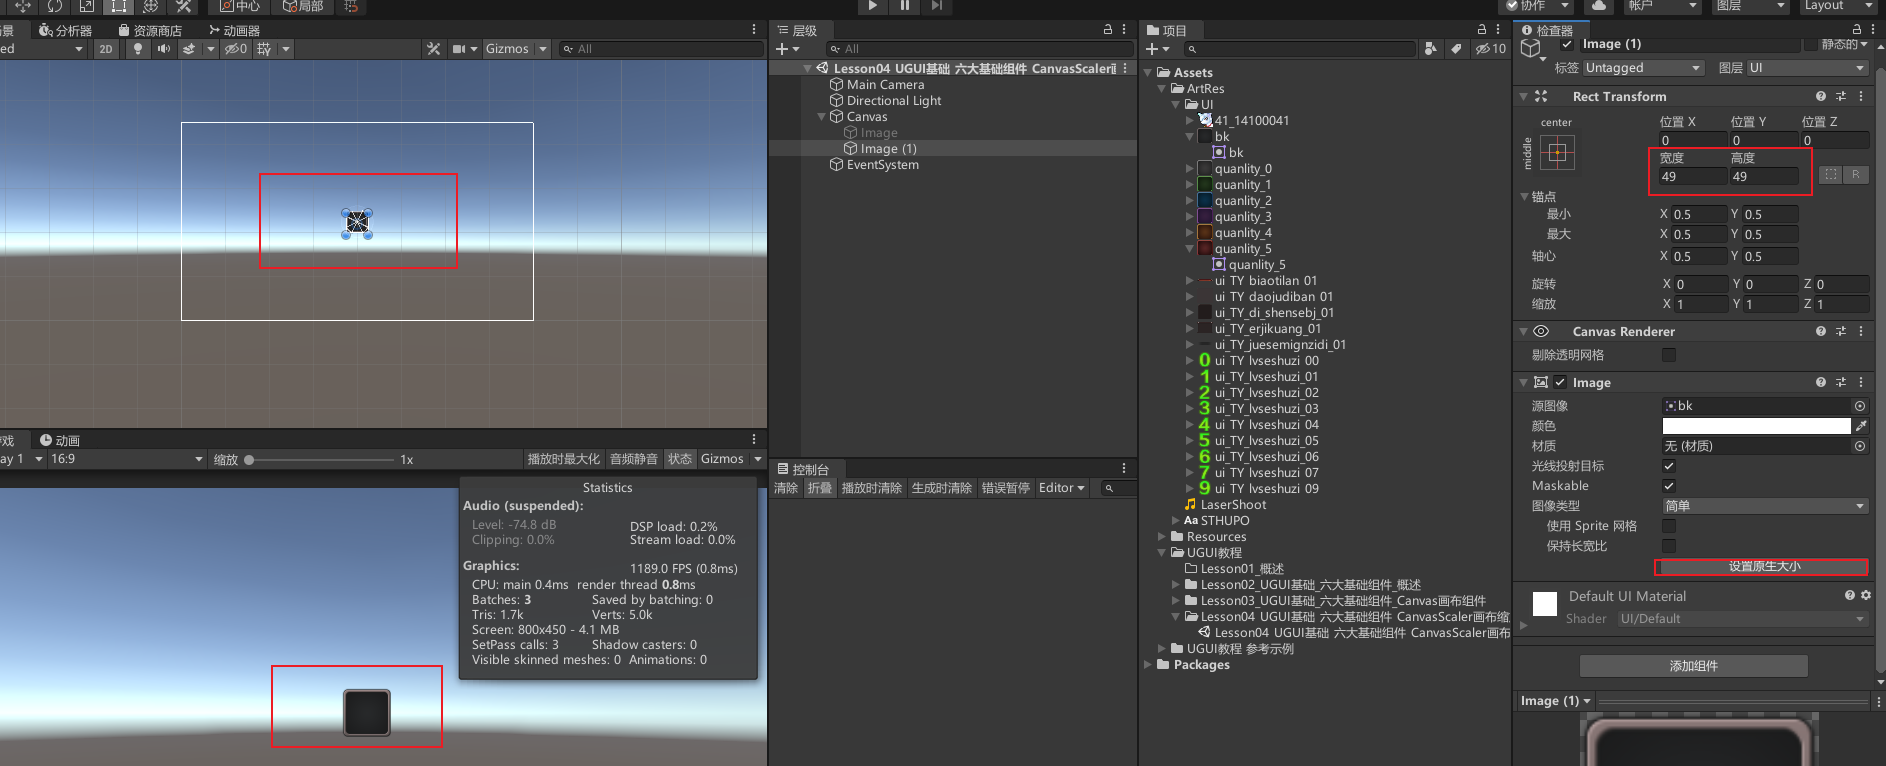 中心
局部
协作
帐户
图层
Layout
景
分析器
资源商店
动画器
ed
2D
0
Gizmos
All
层级
All
Lesson04 UGUI基础 六大基础组件 CanvasScaler画
Main Camera
Directional Light
Canvas
Image
Image (1)
EventSystem
戏
动画
ay 1
16:9
缩放
1x
播放时最大化
音频静音
状态
Gizmos
Statistics
Audio (suspended):
Level: -74.8 dB
DSP load: 0.2%
Clipping: 0.0%
Stream load: 0.0%
Graphics:
1189.0 FPS (0.8ms)
CPU: main 0.4ms render thread 0.8ms
Batches: 3
Saved by batching: 0
Tris: 1.7k
Verts: 5.0k
Screen: 800x450 - 4.1 MB
SetPass calls: 3
Shadow casters: 0
Visible skinned meshes: 0
Animations: 0
控制台
清除
折叠
播放时清除
生成时清除
错误暂停
Editor
项目
10
Assets
ArtRes
UI
41_14100041
bk
bk
quanlity_0
quanlity_1
quanlity_2
quanlity_3
quanlity_4
quanlity_5
quanlity_5
ui_TY_biaotilan_01
ui_TY_daojudiban_01
ui_TY_di_shensebj_01
ui_TY_erjikuang_01
ui_TY_juesemignzidi_01
0 ui_TY_lvseshuzi_00
1 ui_TY_lvseshuzi_01
2 ui_TY_lvseshuzi_02
3 ui_TY_lvseshuzi_03
4 ui_TY_lvseshuzi_04
5 ui_TY_lvseshuzi_05
6 ui_TY_lvseshuzi_06
7 ui_TY_lvseshuzi_07
9 ui_TY_lvseshuzi_09
LaserShoot
Aa STHUPO
Resources
UGUI教程
Lesson01_概述
Lesson02_UGUI基础_六大基础组件_概述
Lesson03_UGUI基础_六大基础组件_Canvas画布组件
Lesson04_UGUI基础_六大基础组件_CanvasScaler画布缩
Lesson04 UGUI基础 六大基础组件 CanvasScaler画布
UGUI教程 参考示例
Packages
检查器
Image (1)
静态的
标签 Untagged
图层 UI
Rect Transform
center
middle
位置 X
位置 Y
位置 Z
0
0
0
宽度
高度
49
49
R
锚点
最小 X 0.5 Y 0.5
最大 X 0.5 Y 0.5
轴心 X 0.5 Y 0.5
旋转 X 0 Y 0 Z 0
缩放 X 1 Y 1 Z 1
Canvas Renderer
剔除透明网格
Image
源图像 bk
颜色
材质 无 (材质)
光线投射目标
Maskable
图像类型 简单
使用 Sprite 网格
保持长宽比
设置原生大小
Default UI Material
Shader UI/Default
添加组件
Image (1)